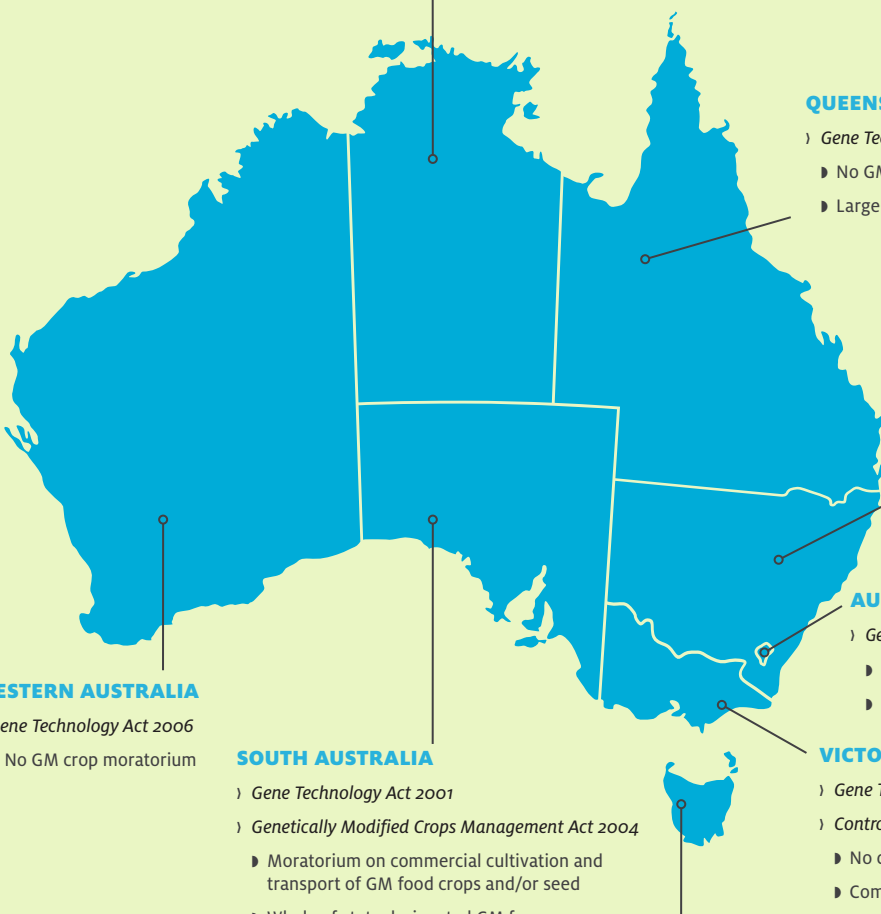 QUEENS
Gene Te
No GM
Large
AU
Ge
ESTERN AUSTRALIA
ene Technology Act 2006
No GM crop moratorium
SOUTH AUSTRALIA
Gene Technology Act 2001
Genetically Modified Crops Management Act 2004
Moratorium on commercial cultivation and
transport of GM food crops and/or seed
VICTO
Gene T
Contro
No c
Com